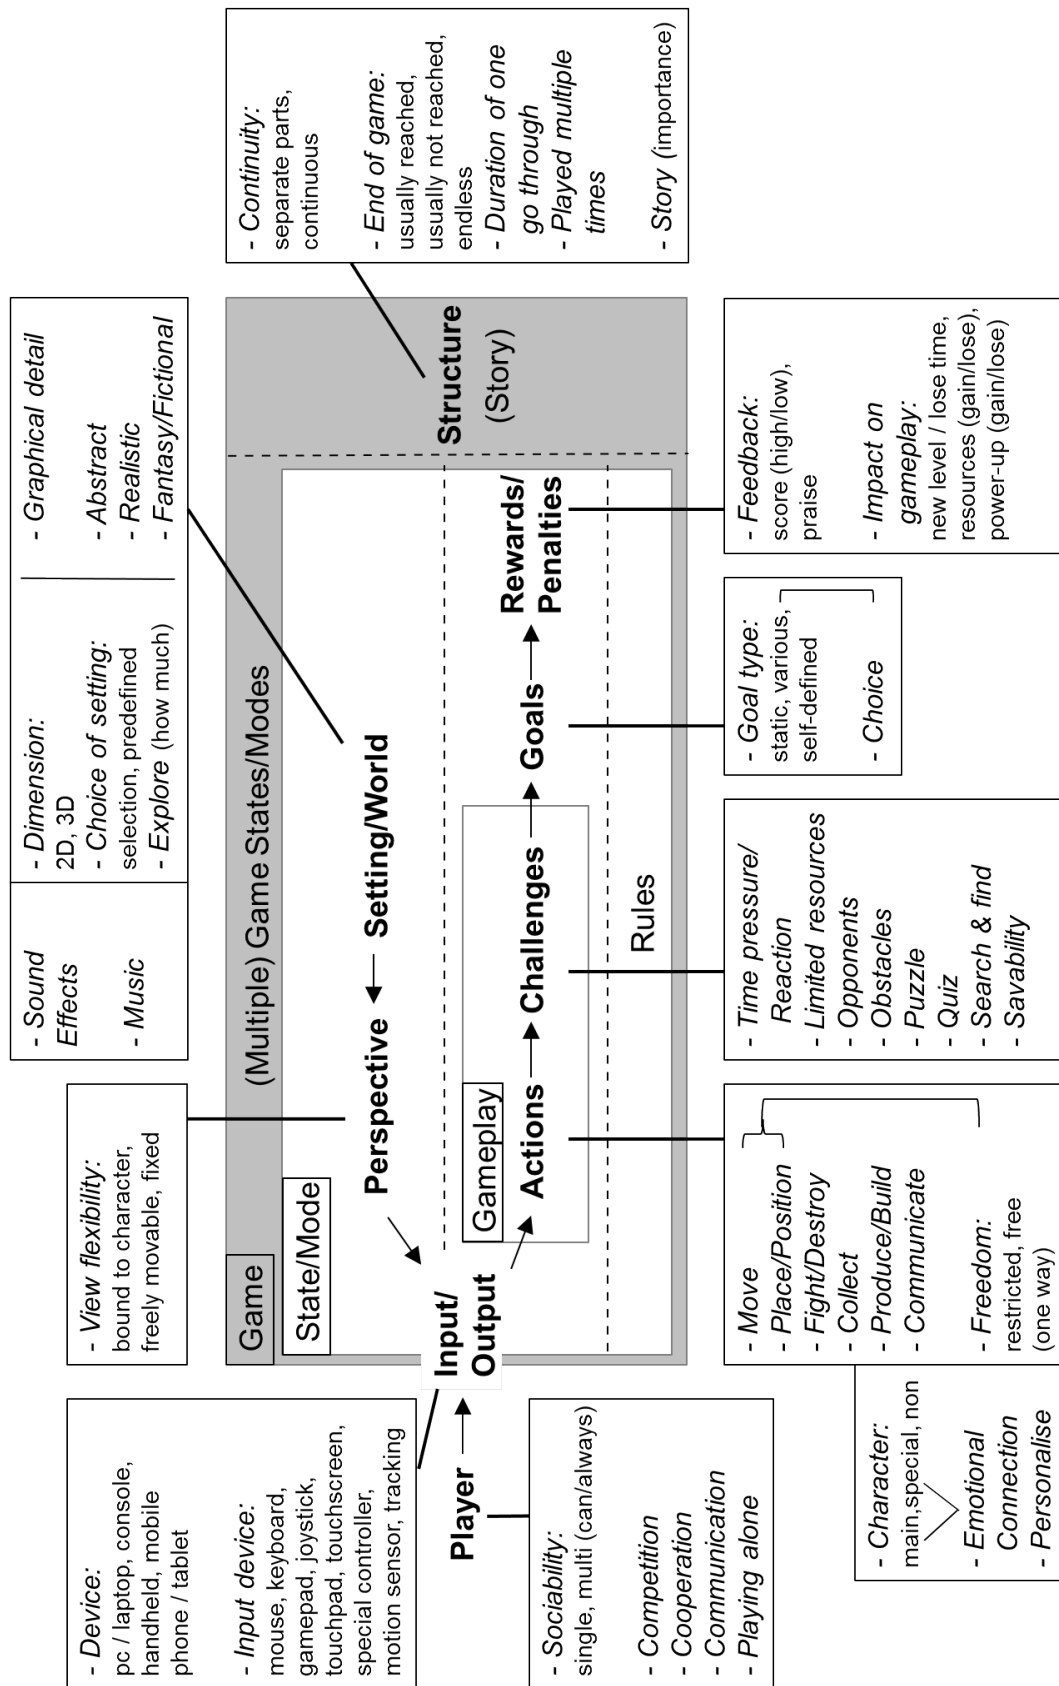 - Device:
pc / laptop, console,
handheld, mobile
phone / tablet
- Input device:
mouse, keyboard,
gamepad, joystick,
touchpad, touchscreen,
special controller,
motion sensor, tracking
- View flexibility:
bound to character,
freely movable, fixed
- Sound
Effects
- Music
- Dimension:
2D, 3D
- Choice of setting:
selection, predefined
- Explore (how much)
- Graphical detail
- Abstract
- Realistic
- Fantasy/Fictional
Game
(Multiple) Game States/Modes
State/Mode
Perspective
Setting/World
Player
Input/
Output
Gameplay
Actions
Challenges
Goals
Rewards/
Penalties
Rules
Structure
(Story)
- Continuity:
separate parts,
continuous
- End of game:
usually reached,
usually not reached,
endless
- Duration of one
go through
- Played multiple
times
- Story (importance)
- Sociability:
single, multi (can/always)
- Competition
- Cooperation
- Communication
- Playing alone
- Character:
main,special, non
- Emotional
Connection
- Personalise
- Move
- Place/Position
- Fight/Destroy
- Collect
- Produce/Build
- Communicate
- Freedom:
restricted, free
(one way)
- Time pressure/
Reaction
- Limited resources
- Opponents
- Obstacles
- Puzzle
- Quiz
- Search & find
- Savability
- Goal type:
static, various,
self-defined
- Choice
- Feedback:
score (high/low),
praise
- Impact on
gameplay:
new level / lose time,
resources (gain/lose),
power-up (gain/lose)